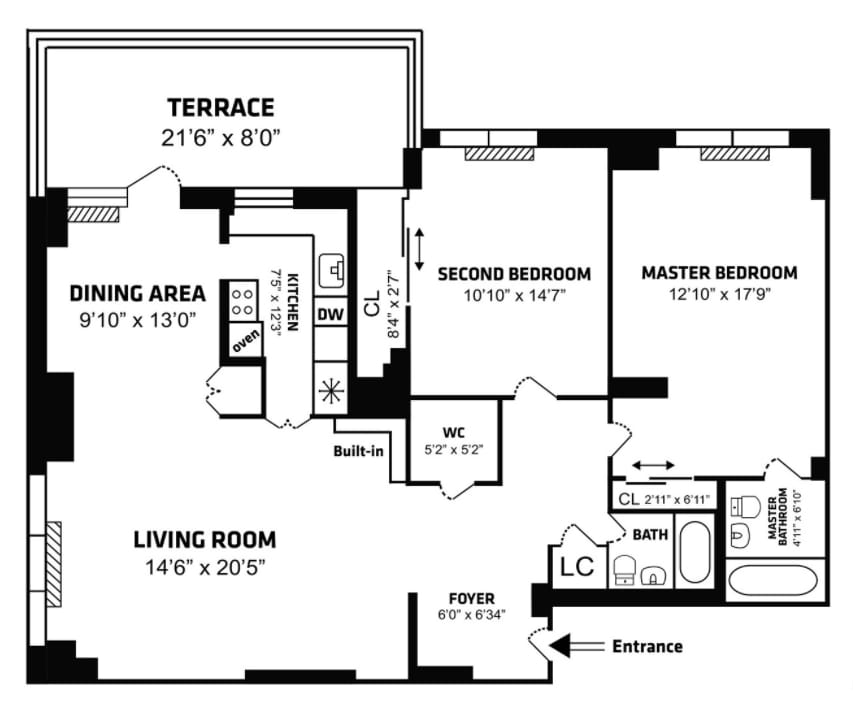 TERRACE
21'6" x 8'0"
DINING AREA
9'10" x 13'0"
KITCHEN
7'5" x 12'3"
oven
DW
CL
8'4" x 2'7"
SECOND BEDROOM
10'10" x 14'7"
MASTER BEDROOM
12'10" x 17'9"
WC
5'2" x 5'2"
Built-in
CL 2'11" x 6'11"
MASTER
BATHROOM
4'11" x 6'10"
BATH
LC
LIVING ROOM
14'6" x 20'5"
FOYER
6'0" x 6'34"
Entrance